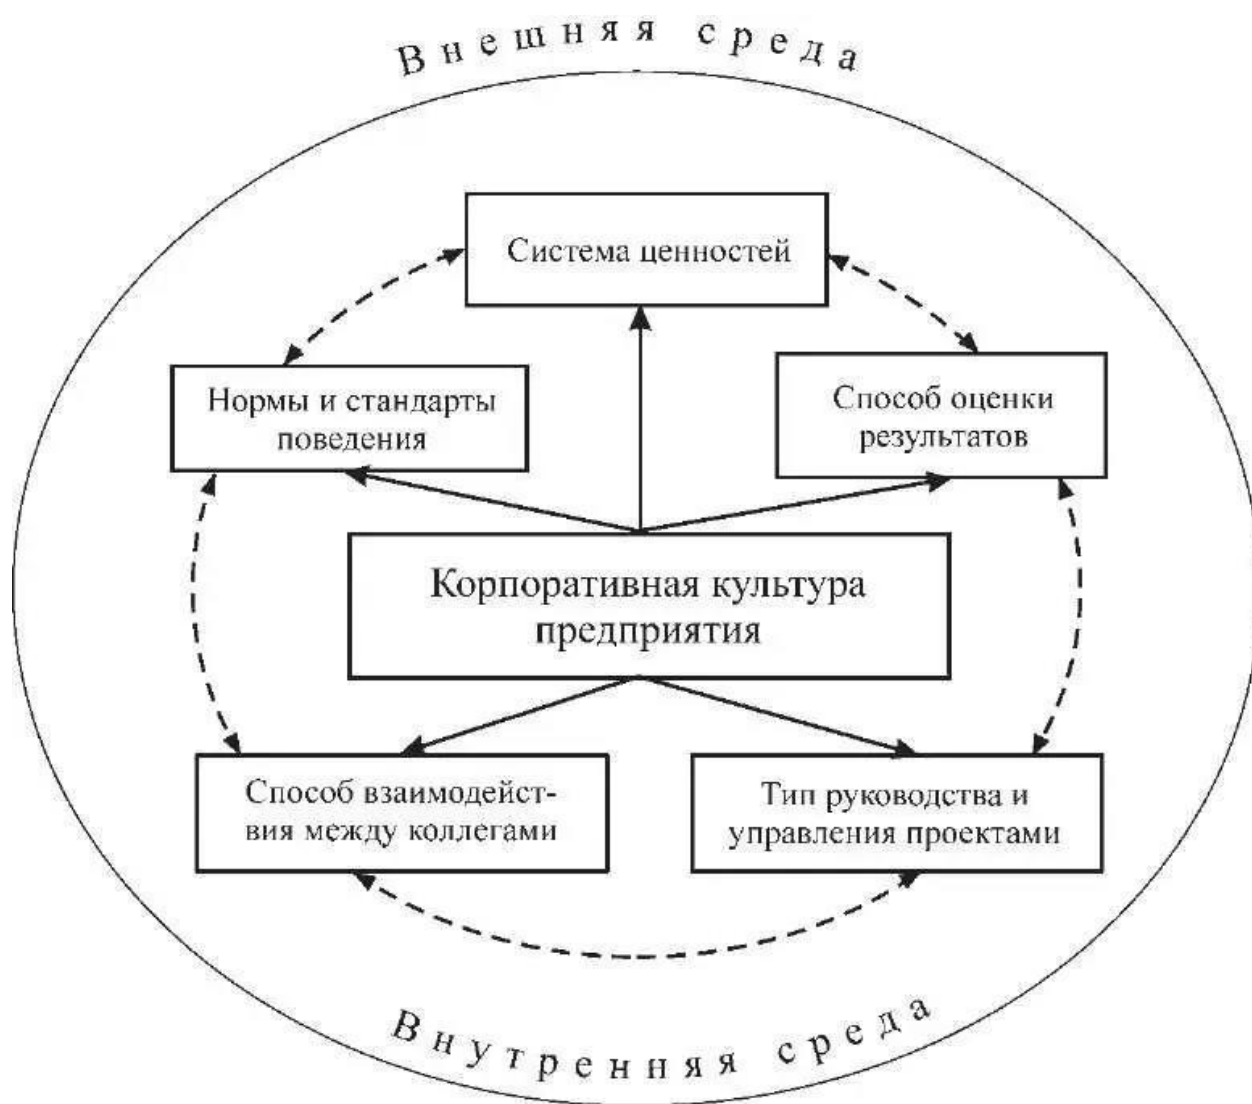 Внешняя среда
Система ценностей
Нормы и стандарты
поведения
Способ оценки
результатов
Корпоративная культура
предприятия
Способ взаимодейст-
вия между коллегами
Тип руководства и
управления проектами
Внутренняя среда